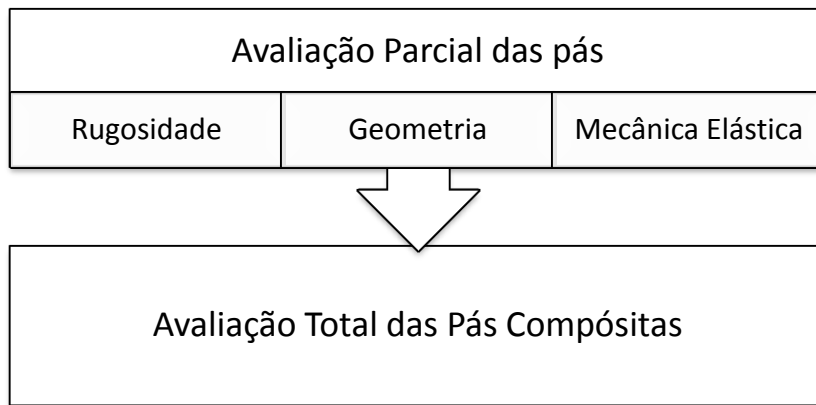 Avaliação Parcial das pás
Rugosidade
Geometria
Mecânica Elástica
Avaliação Total das Pás Compósitas